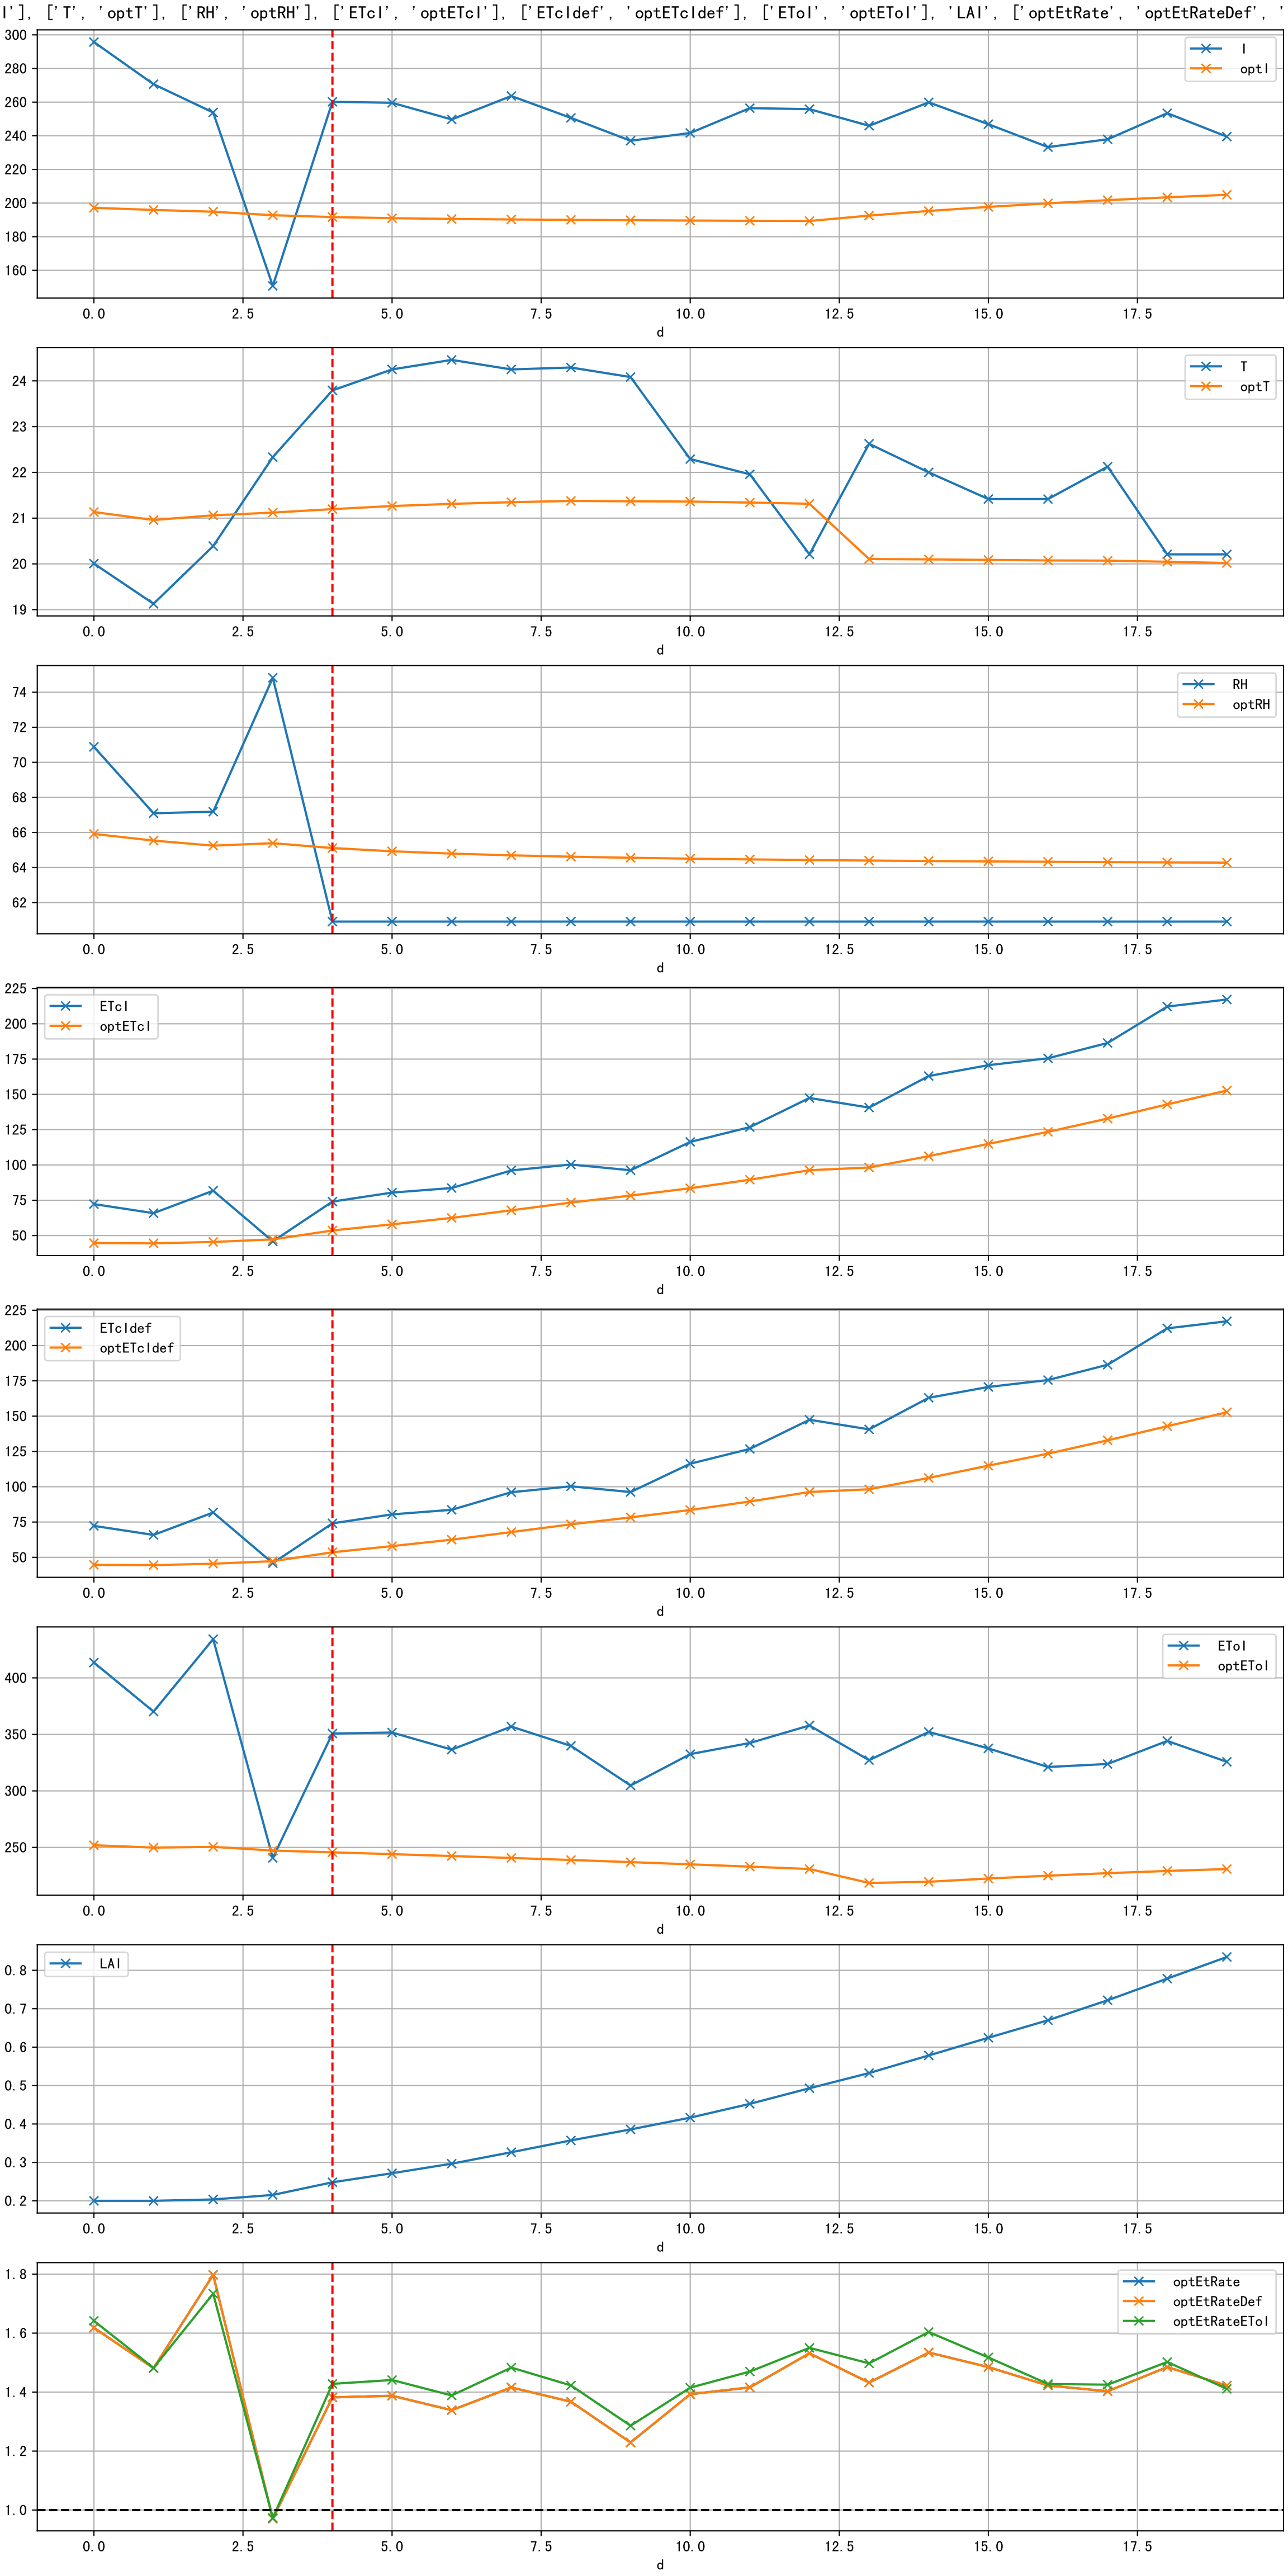 I'], ['T', 'optT'], ['RH', 'optRH'], ['ETcI', 'optETcI'], ['ETcIdef', 'optETcIdef'], ['EToI', 'optEToI'], 'LAI', ['optEtRate', 'optEtRateDef', '
300
280
260
240
220
200
180
160
I
optI
0.0 2.5 5.0 7.5 10.0 12.5 15.0 17.5
d
24
23
22
21
20
19
T
optT
0.0 2.5 5.0 7.5 10.0 12.5 15.0 17.5
d
74
72
70
68
66
64
62
RH
optRH
0.0 2.5 5.0 7.5 10.0 12.5 15.0 17.5
d
225
200
175
150
125
100
75
50
ETcI
optETcI
0.0 2.5 5.0 7.5 10.0 12.5 15.0 17.5
d
225
200
175
150
125
100
75
50
ETcIdef
optETcIdef
0.0 2.5 5.0 7.5 10.0 12.5 15.0 17.5
d
400
350
300
250
EToI
optEToI
0.0 2.5 5.0 7.5 10.0 12.5 15.0 17.5
d
0.8
0.7
0.6
0.5
0.4
0.3
0.2
LAI
0.0 2.5 5.0 7.5 10.0 12.5 15.0 17.5
d
1.8
1.6
1.4
1.2
1.0
optEtRate
optEtRateDef
optEtRateEToI
0.0 2.5 5.0 7.5 10.0 12.5 15.0 17.5
d